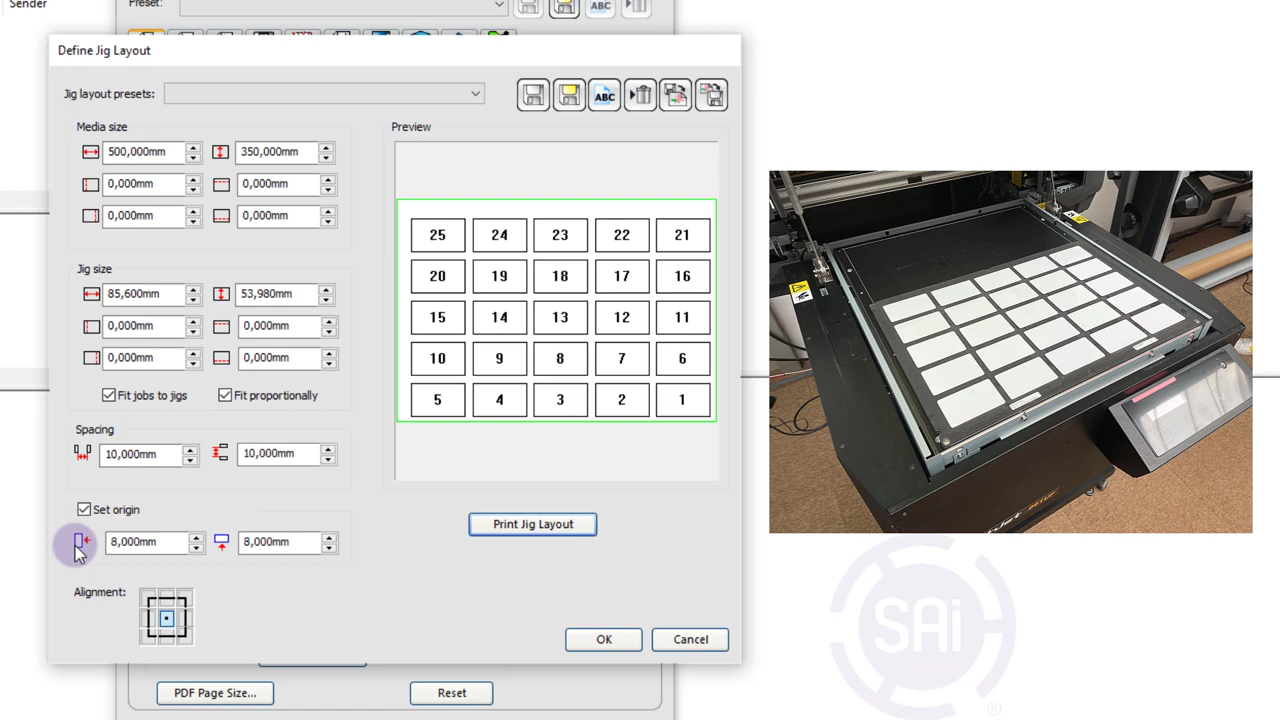 Sender
Preset:
ABC
Define Jig Layout
Jig layout presets:
ABC
Media size
Preview
500,000mm 350,000mm
0,000mm 0,000mm
0,000mm 0,000mm
25 24 23 22 21
20 19 18 17 16
15 14 13 12 11
10 9 8 7 6
5 4 3 2 1
Jig size
85,600mm 53,980mm
0,000mm 0,000mm
0,000mm 0,000mm
Fit jobs to jigs Fit proportionally
Spacing
10,000mm 10,000mm
Set origin
8,000mm 8,000mm
Print Jig Layout
Alignment:
OK Cancel
PDF Page Size... Reset
SAi
®